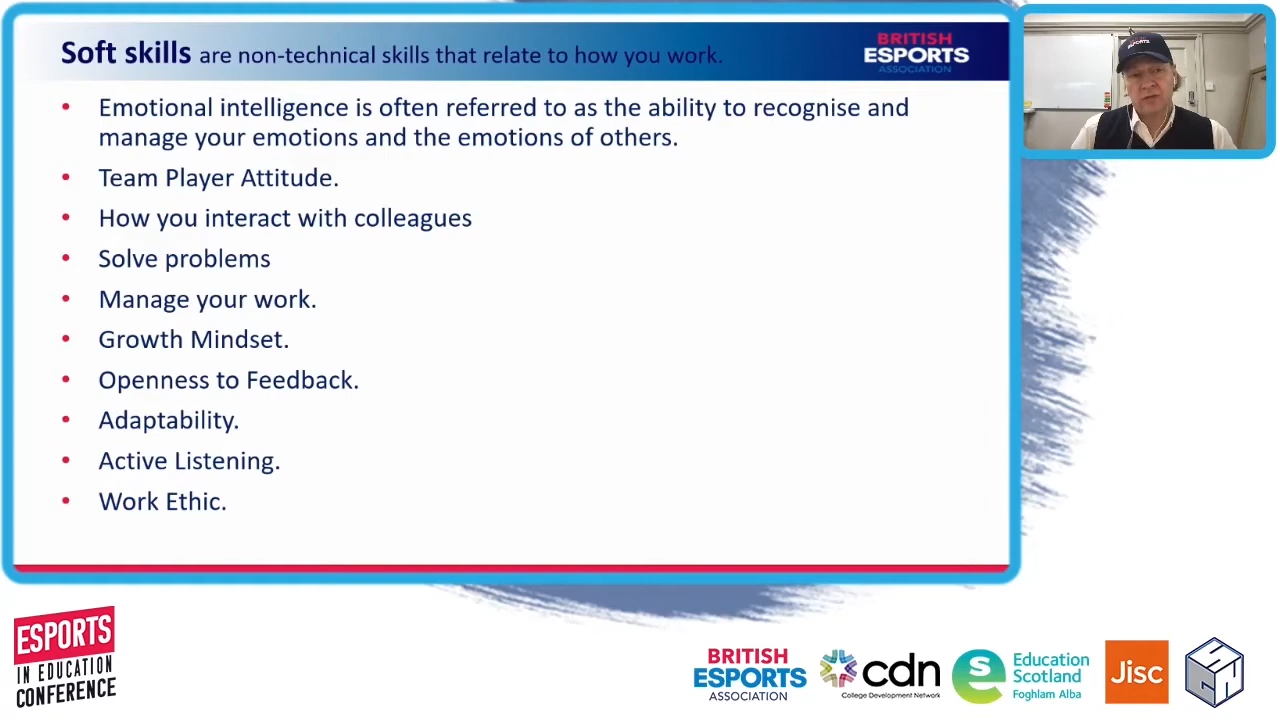 Soft skills are non-technical skills that relate to how you work.
BRITISH
ESPORTS
ASSOCIATION
• Emotional intelligence is often referred to as the ability to recognise and
manage your emotions and the emotions of others.
• Team Player Attitude.
• How you interact with colleagues
• Solve problems
• Manage your work.
• Growth Mindset.
• Openness to Feedback.
• Adaptability.
• Active Listening.
• Work Ethic.
ESPORTS
ESPORTS
IN EDUCATION
CONFERENCE
BRITISH
ESPORTS
ASSOCIATION
cdn
College Development Network
Education
Scotland
Foghlam Alba
Jisc